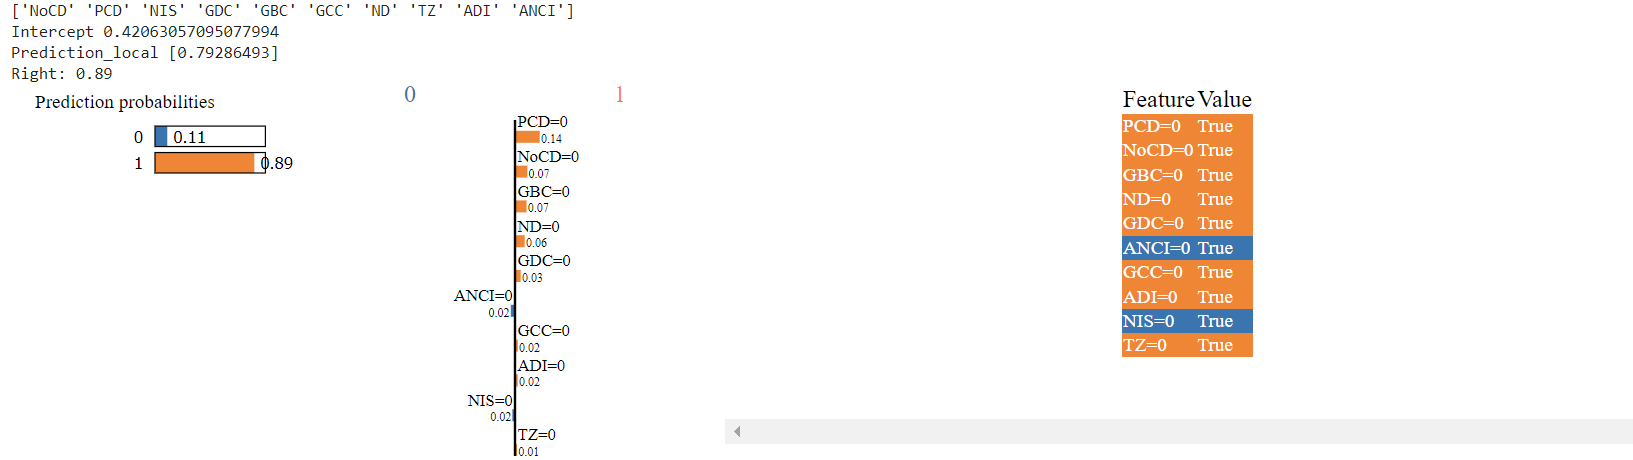 ['NoCD' 'PCD' 'NIS' 'GDC' 'GBC' 'GCC' 'ND' 'TZ' 'ADI' 'ANCI']
Intercept 0.42063057095077994
Prediction_local [0.79286493]
Right: 0.89
Prediction probabilities
0 0.11
1 0.89
0 1
PCD=0
0.14
NoCD=0
0.07
GBC=0
0.07
ND=0
0.06
GDC=0
0.03
ANCI=0
0.02
GCC=0
0.02
ADI=0
0.02
NIS=0
0.02
TZ=0
0.01
Feature Value
PCD=0 True
NoCD=0 True
GBC=0 True
ND=0 True
GDC=0 True
ANCI=0 True
GCC=0 True
ADI=0 True
NIS=0 True
TZ=0 True